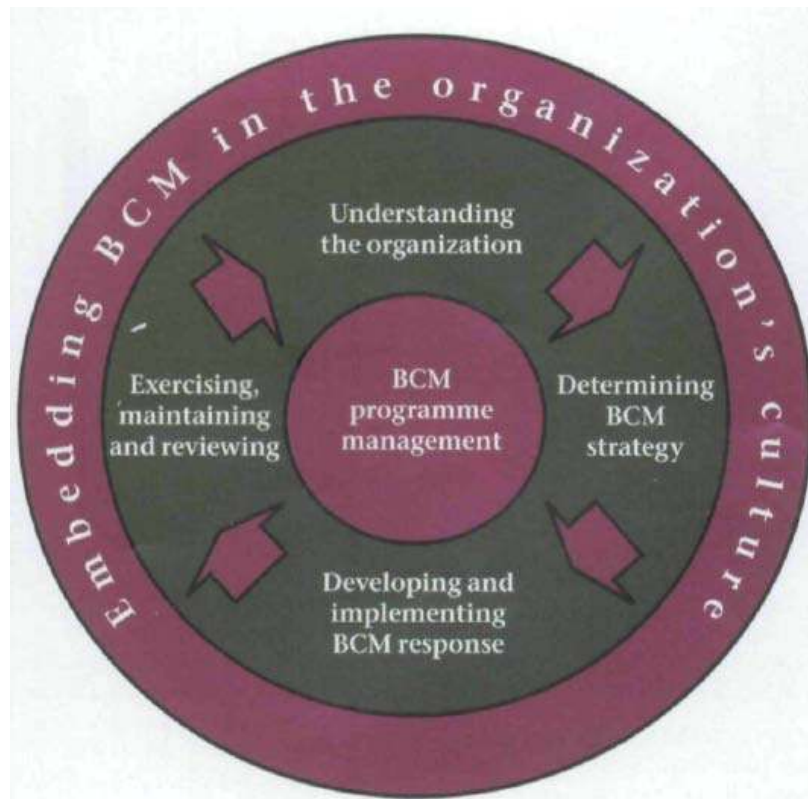 Embedding BCM in the organization's culture
Understanding
the organization
Determining
BCM
strategy
Developing and
implementing
BCM response
Exercising,
maintaining
and reviewing
BCM
programme
management